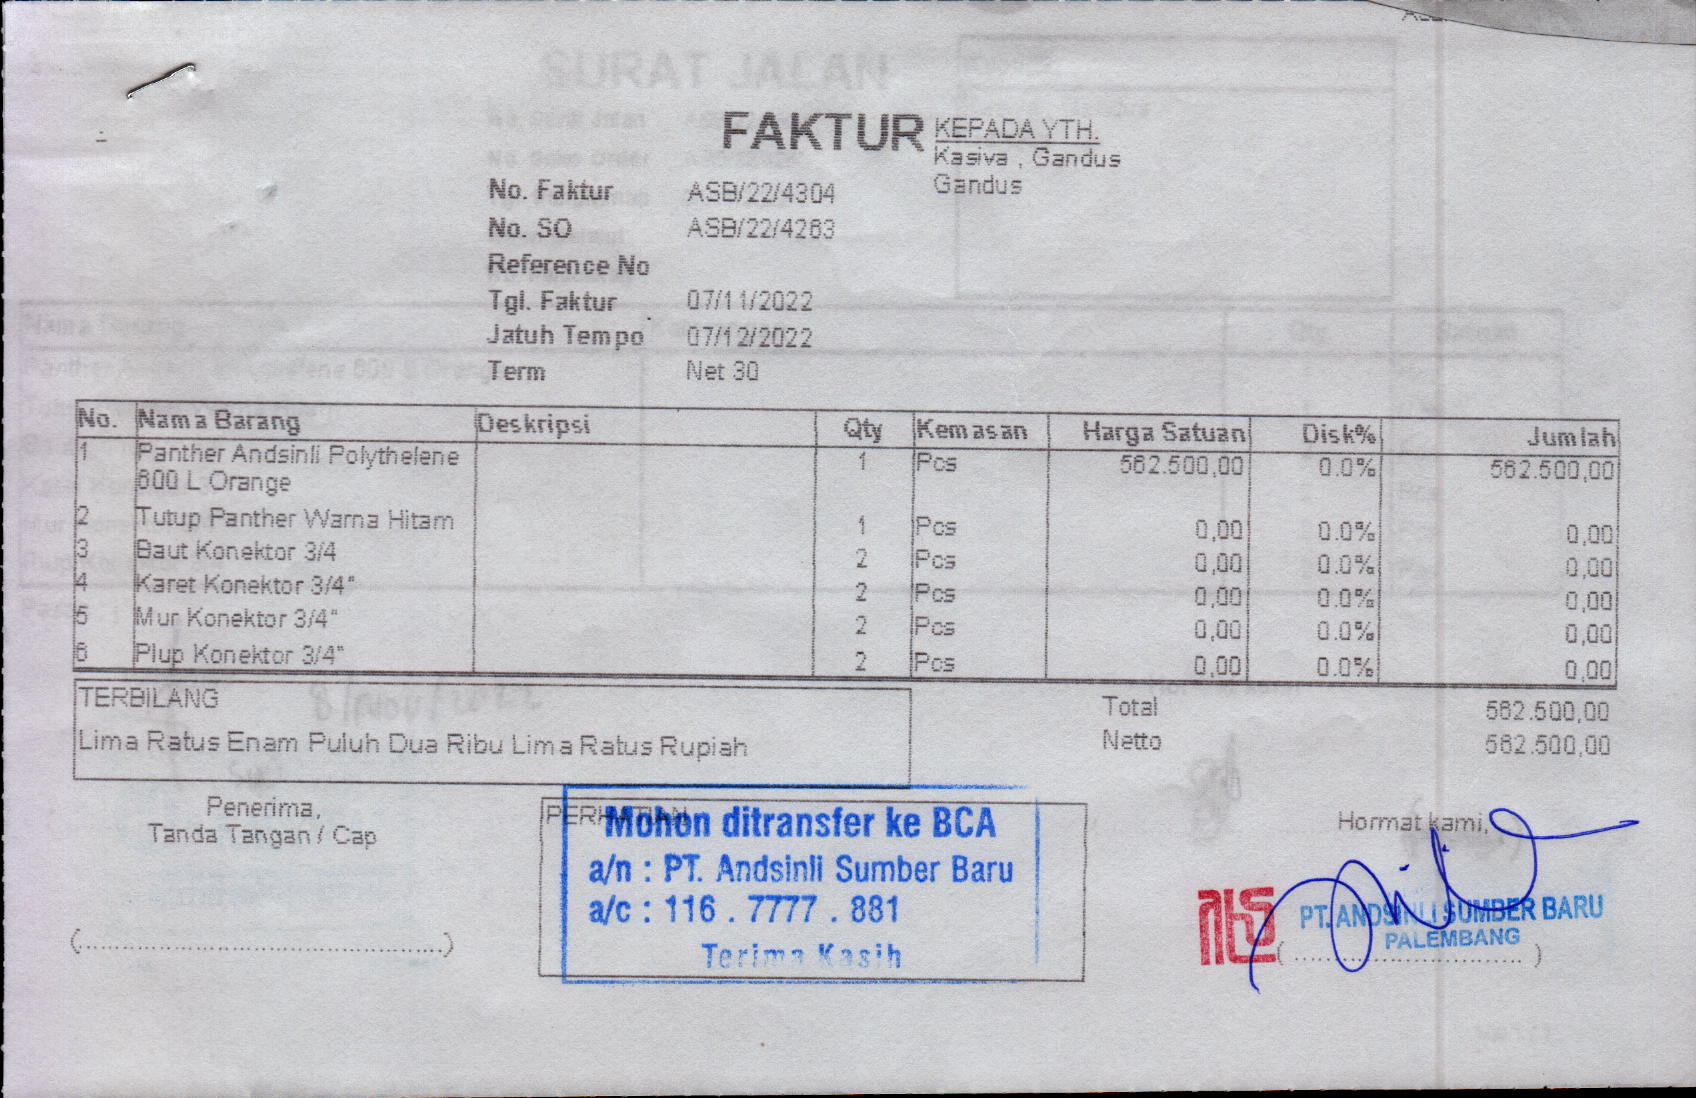 FAKTUR
KEPADA YTH.
Kasiva , Gandus
Gandus
No. Faktur ASB/22/4304
No. SO ASB/22/4263
Reference No
Tgl. Faktur 07/11/2022
Jatuh Tempo 07/12/2022
Term Net 30
No. Nama Barang Deskripsi Qty Kemasan Harga Satuan Disk% Jumlah
1 Panther Andsinli Polythelene 1 Pcs 562.500,00 0.0% 562.500,00
600 L Orange
2 Tutup Panther Warna Hitam 1 Pcs 0,00 0.0% 0,00
3 Baut Konektor 3/4 2 Pcs 0,00 0.0% 0,00
4 Karet Konektor 3/4" 2 Pcs 0,00 0.0% 0,00
5 Mur Konektor 3/4" 2 Pcs 0,00 0.0% 0,00
6 Plup Konektor 3/4" 2 Pcs 0,00 0.0% 0,00
TERBILANG
Lima Ratus Enam Puluh Dua Ribu Lima Ratus Rupiah
Total 562.500,00
Netto 562.500,00
Penerima,
Tanda Tangan / Cap
(............................................)
PERHATIAN
Mohon ditransfer ke BCA
a/n : PT. Andsinli Sumber Baru
a/c : 116 . 7777 . 881
Terima Kasih
Hormat kami,
PT. ANDSINLI SUMBER BARU
PALEMBANG
( ............................... )